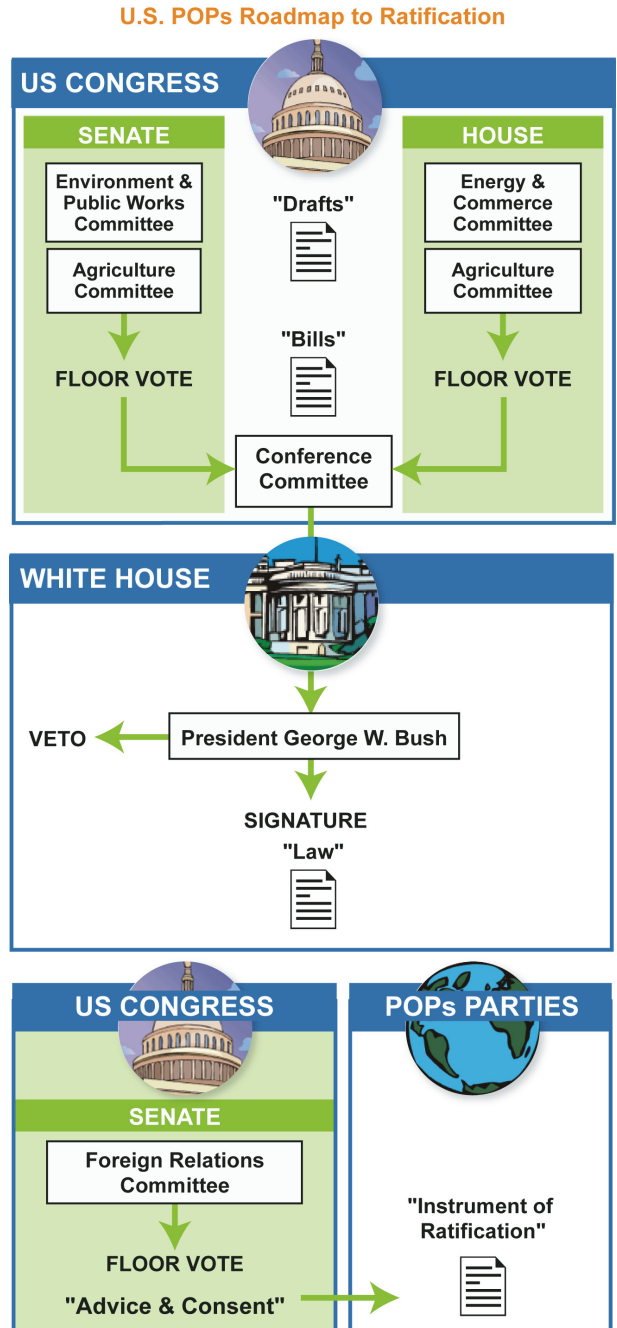 U.S. POPs Roadmap to Ratification
US CONGRESS
SENATE
Environment &
Public Works
Committee
Agriculture
Committee
FLOOR VOTE
"Drafts"
"Bills"
HOUSE
Energy &
Commerce
Committee
Agriculture
Committee
FLOOR VOTE
Conference
Committee
WHITE HOUSE
VETO
President George W. Bush
SIGNATURE
"Law"
US CONGRESS
SENATE
Foreign Relations
Committee
FLOOR VOTE
"Advice & Consent"
POPs PARTIES
"Instrument of
Ratification"